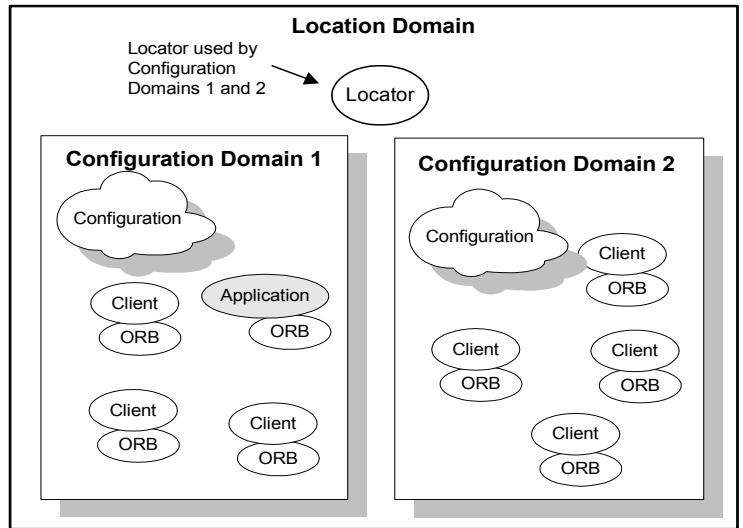 Location Domain
Locator used by
Configuration
Domains 1 and 2
Locator
Configuration Domain 1
Configuration
Client
ORB
Application
ORB
Client
ORB
Client
ORB
Configuration Domain 2
Configuration
Client
ORB
Client
ORB
Client
ORB
Client
ORB